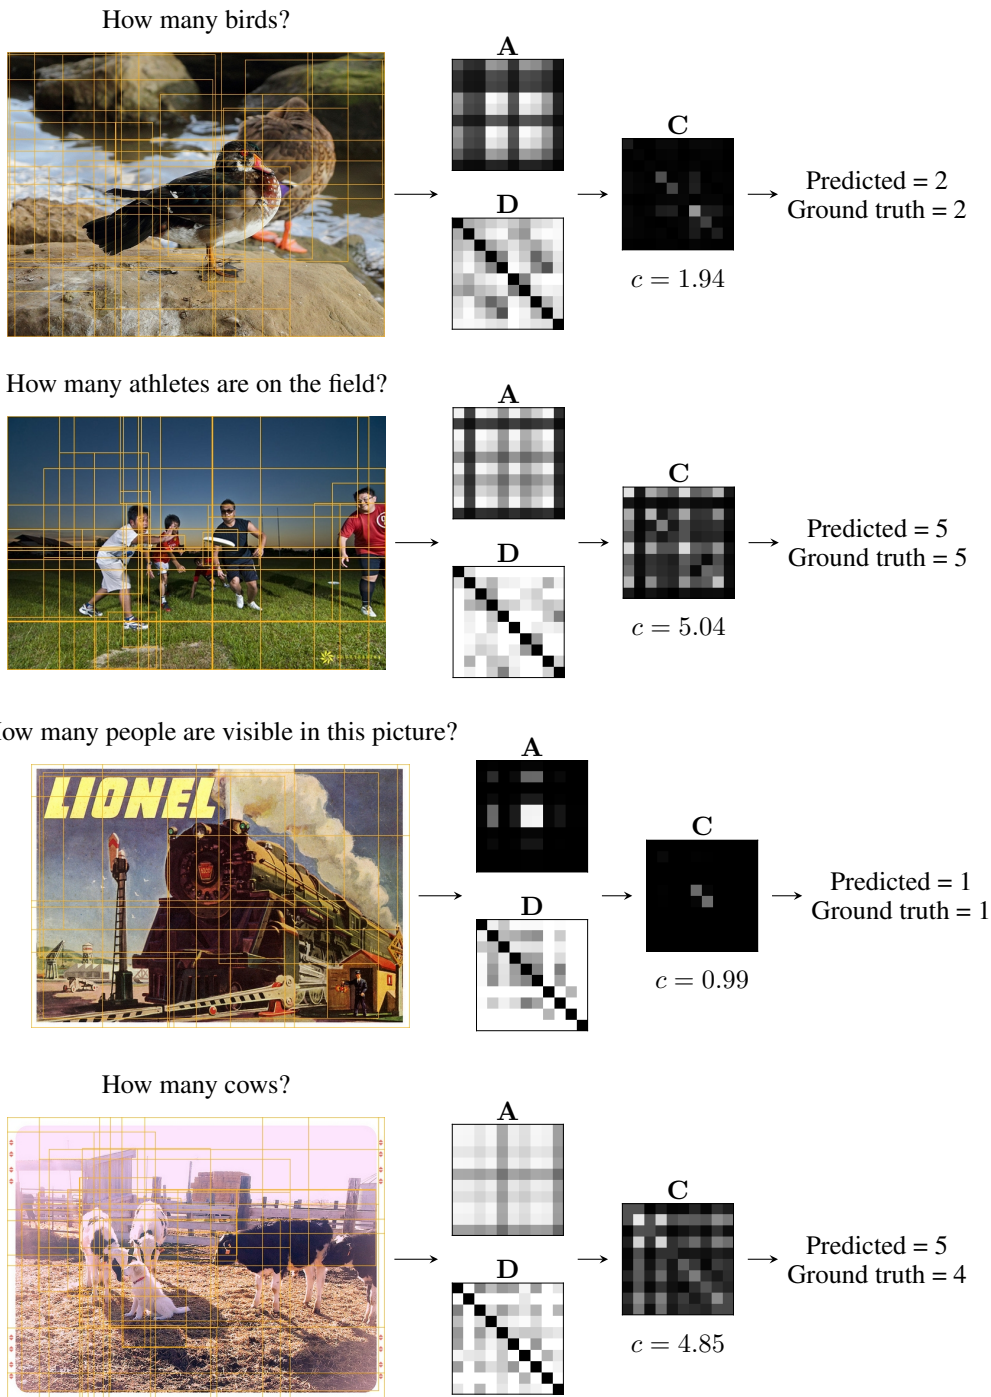 How many birds?
A
D
C
c = 1.94
Predicted = 2
Ground truth = 2
How many athletes are on the field?
A
D
C
c = 5.04
Predicted = 5
Ground truth = 5
How many people are visible in this picture?
LIONEL
A
D
C
c = 0.99
Predicted = 1
Ground truth = 1
How many cows?
A
D
C
c = 4.85
Predicted = 5
Ground truth = 4